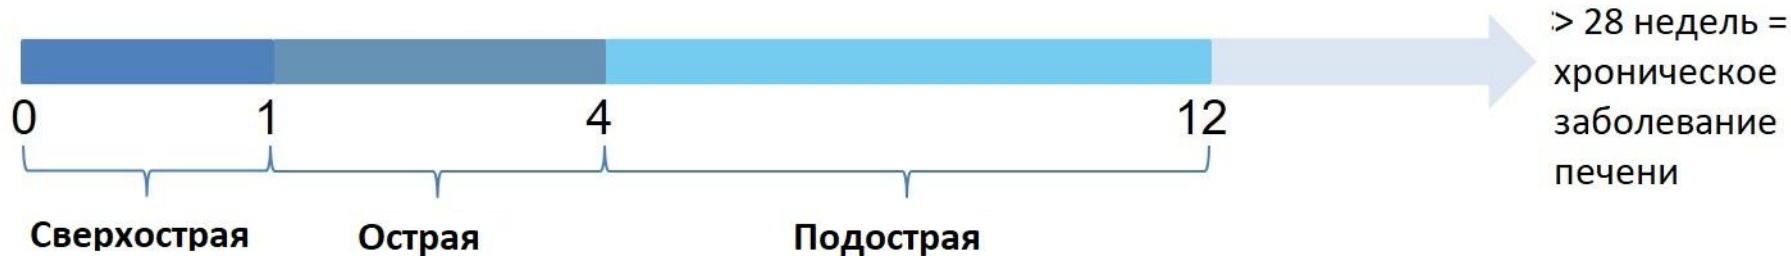 > 28 недель =
хроническое
заболевание
печени
0 1 4 12
Сверхострая Острая Подострая